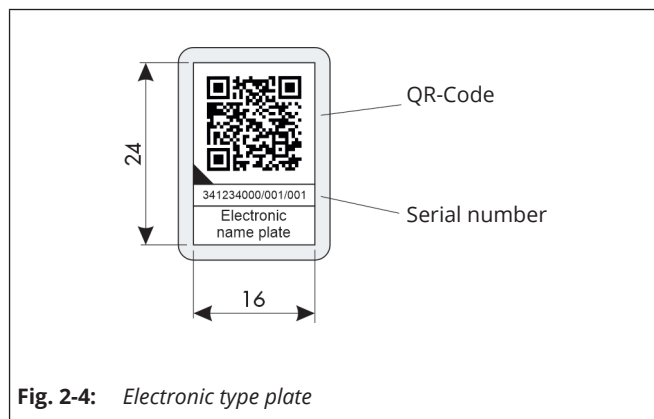 QR-Code
24
341234000/001/001
Serial number
Electronic
name plate
16
Fig. 2-4: Electronic type plate